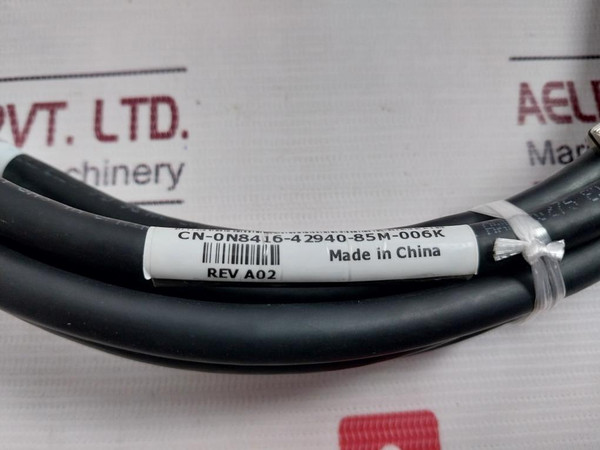 PVT. LTD.
chinery
AEL
Mar
CN-0N8416-42940-85M-006K
REV A02
Made in China